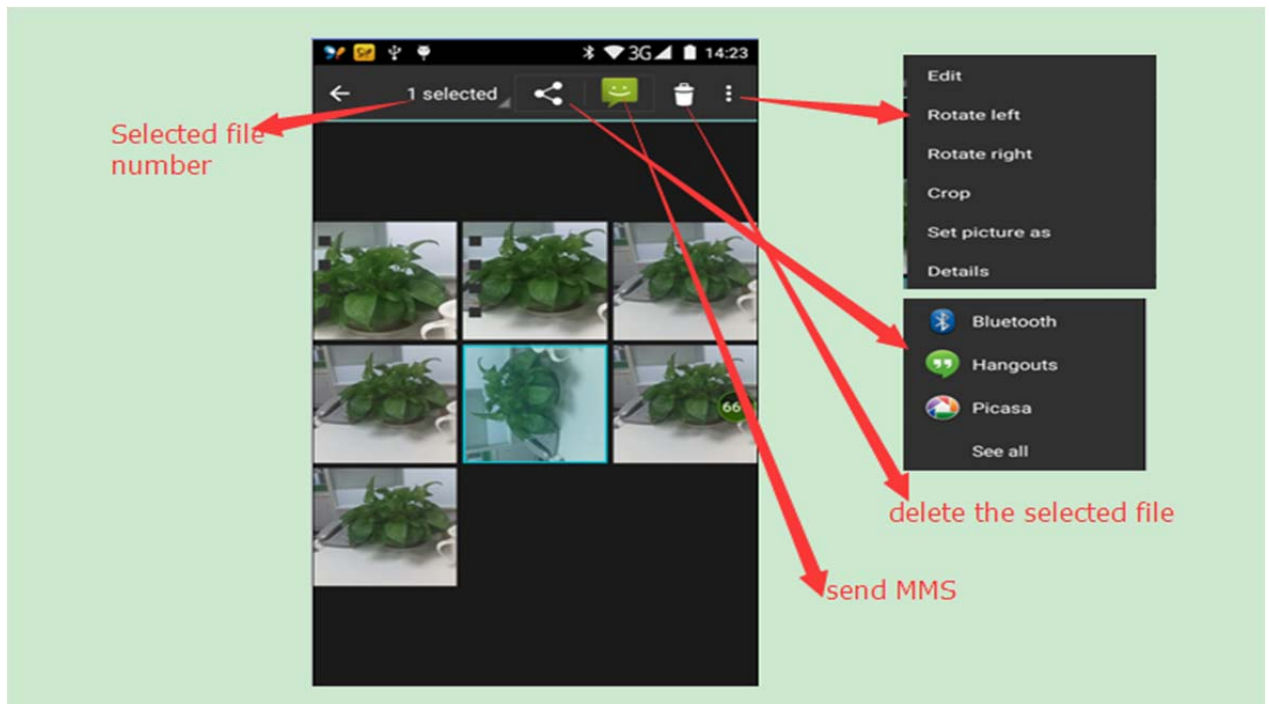 3G 14:23
1 selected
Selected file
number
66
Edit
Rotate left
Rotate right
Crop
Set picture as
Details
Bluetooth
Hangouts
Picasa
See all
delete the selected file
send MMS